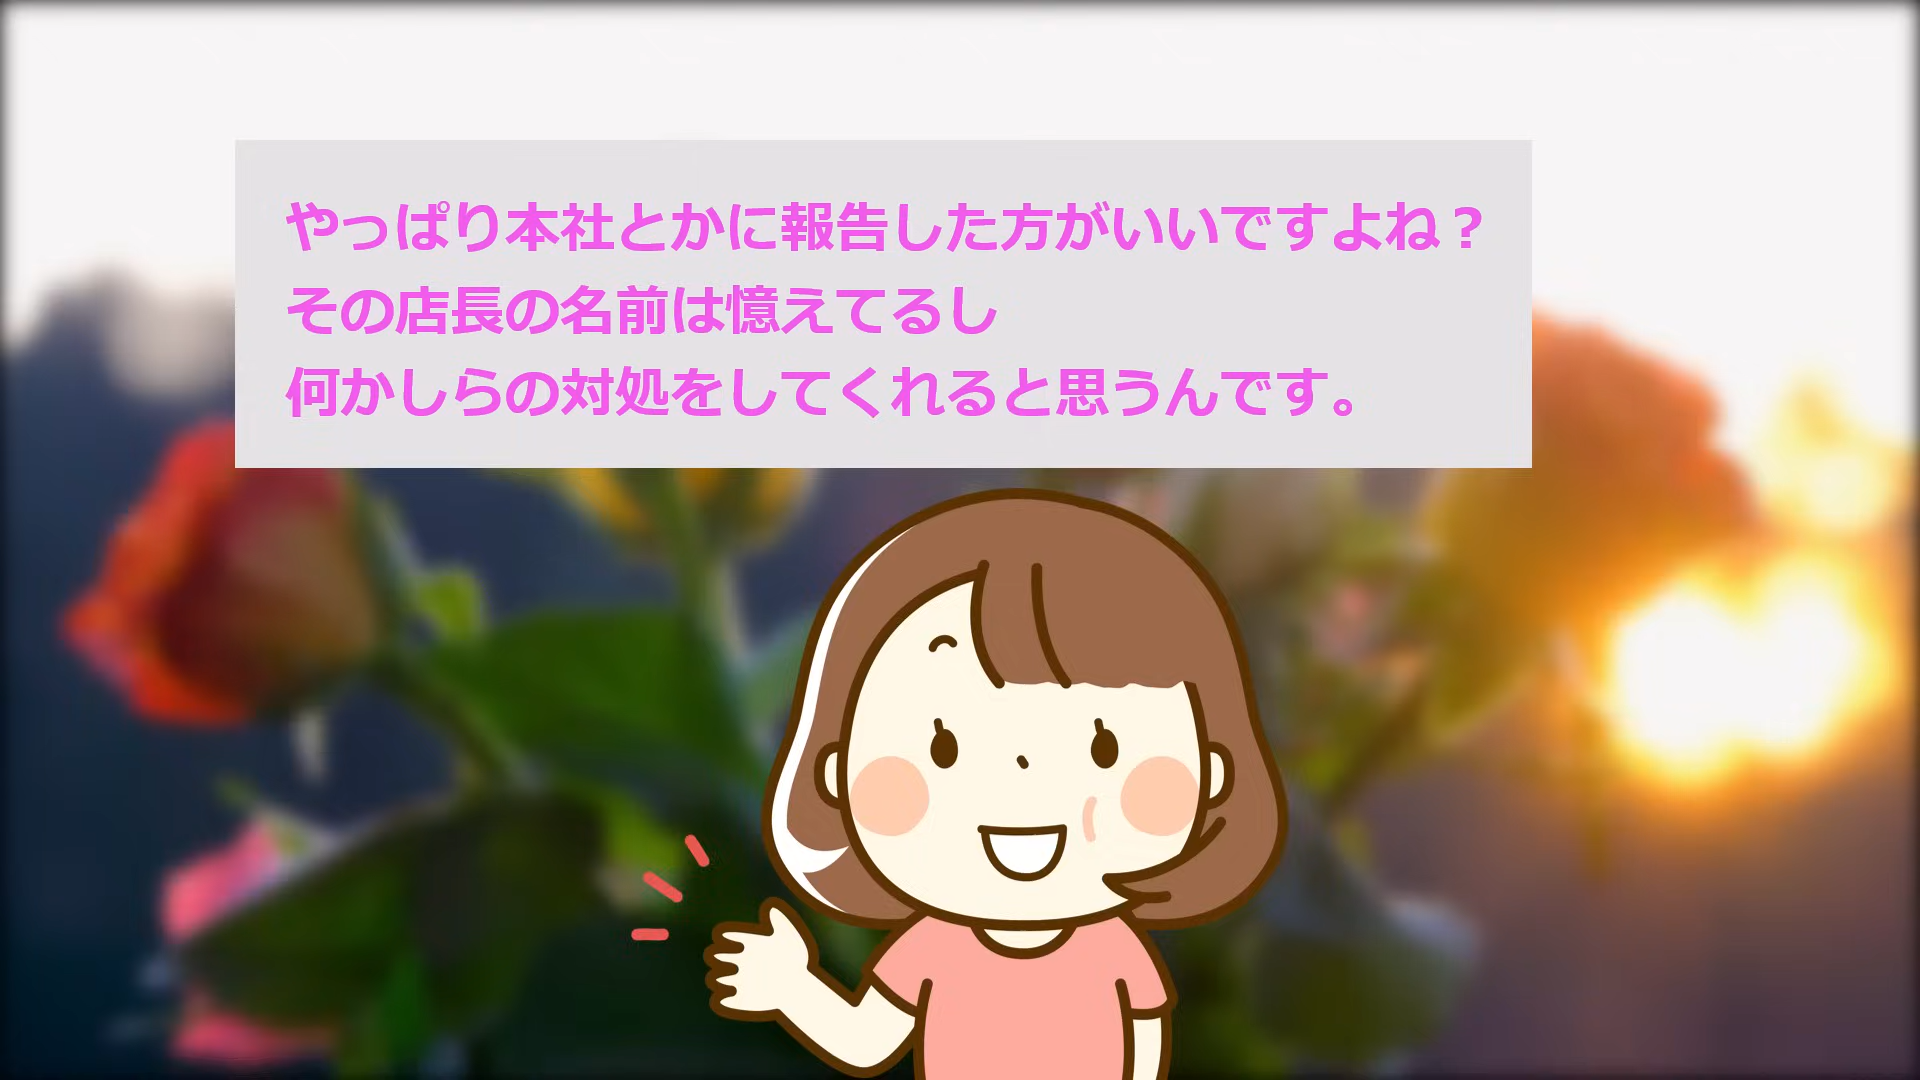 やっぱり本社とかに報告した方がいいですよね？
その店長の名前は憶えてるし
何かしらの対処をしてくれると思うんです。